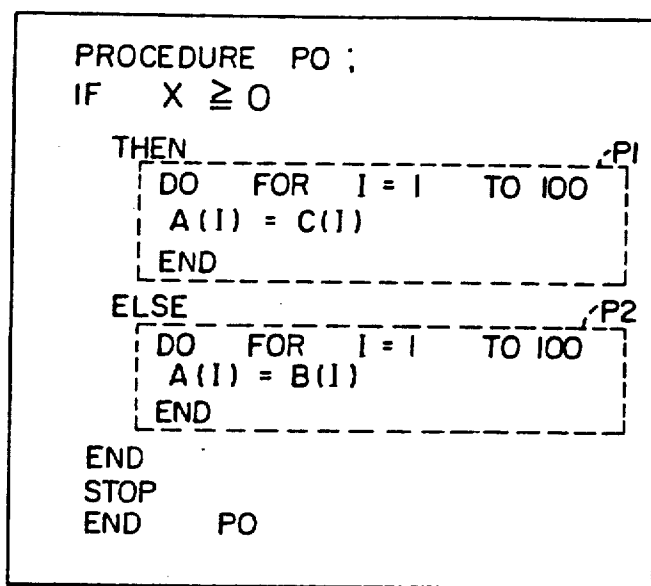 PROCEDURE PO ;
IF X ≧ 0
THEN
P1
DO FOR I = 1 TO 100
A(I) = C(I)
END
ELSE
P2
DO FOR I = 1 TO 100
A(I) = B(I)
END
END
STOP
END PO